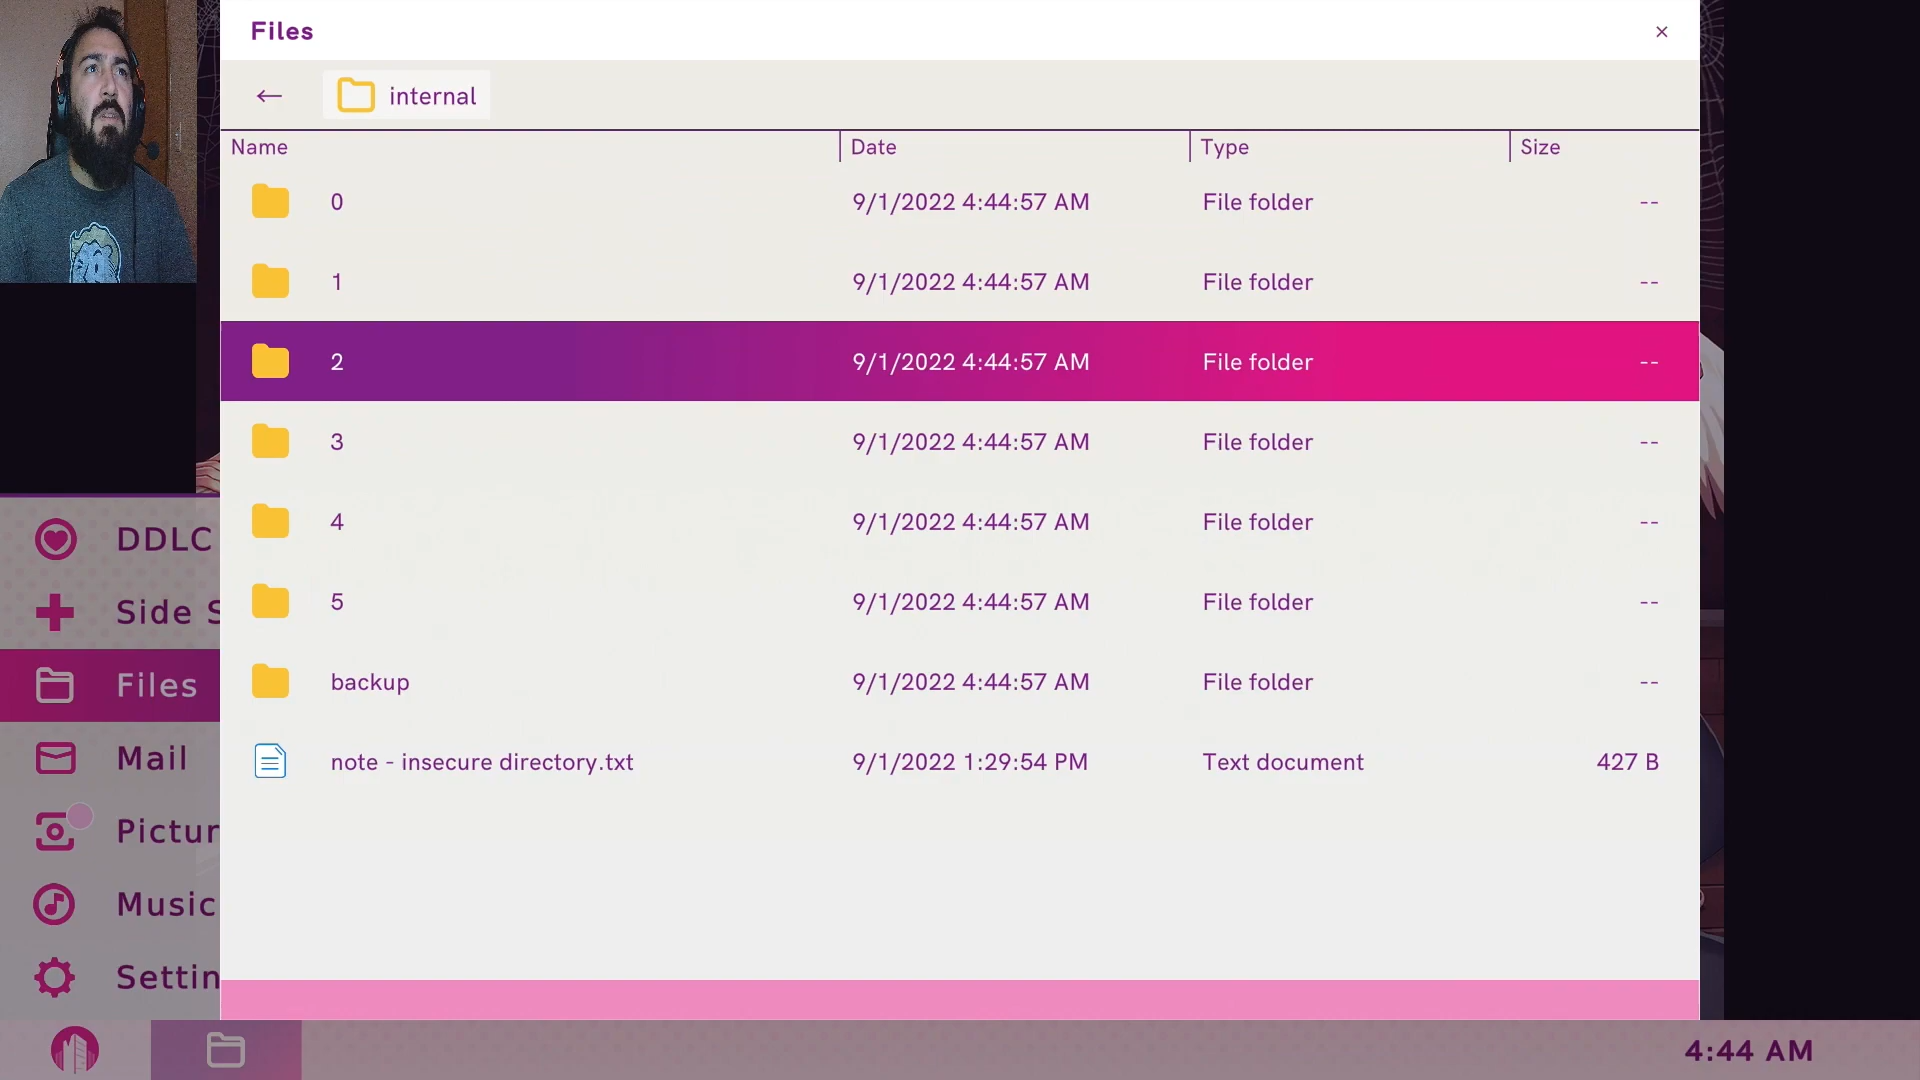 Files
×
← internal
Name Date Type Size
0 9/1/2022 4:44:57 AM File folder --
1 9/1/2022 4:44:57 AM File folder --
2 9/1/2022 4:44:57 AM File folder --
3 9/1/2022 4:44:57 AM File folder --
4 9/1/2022 4:44:57 AM File folder --
5 9/1/2022 4:44:57 AM File folder --
backup 9/1/2022 4:44:57 AM File folder --
note - insecure directory.txt 9/1/2022 1:29:54 PM Text document 427 B
DDLC
Side S
Files
Mail
Pictur
Music
Settin
4:44 AM